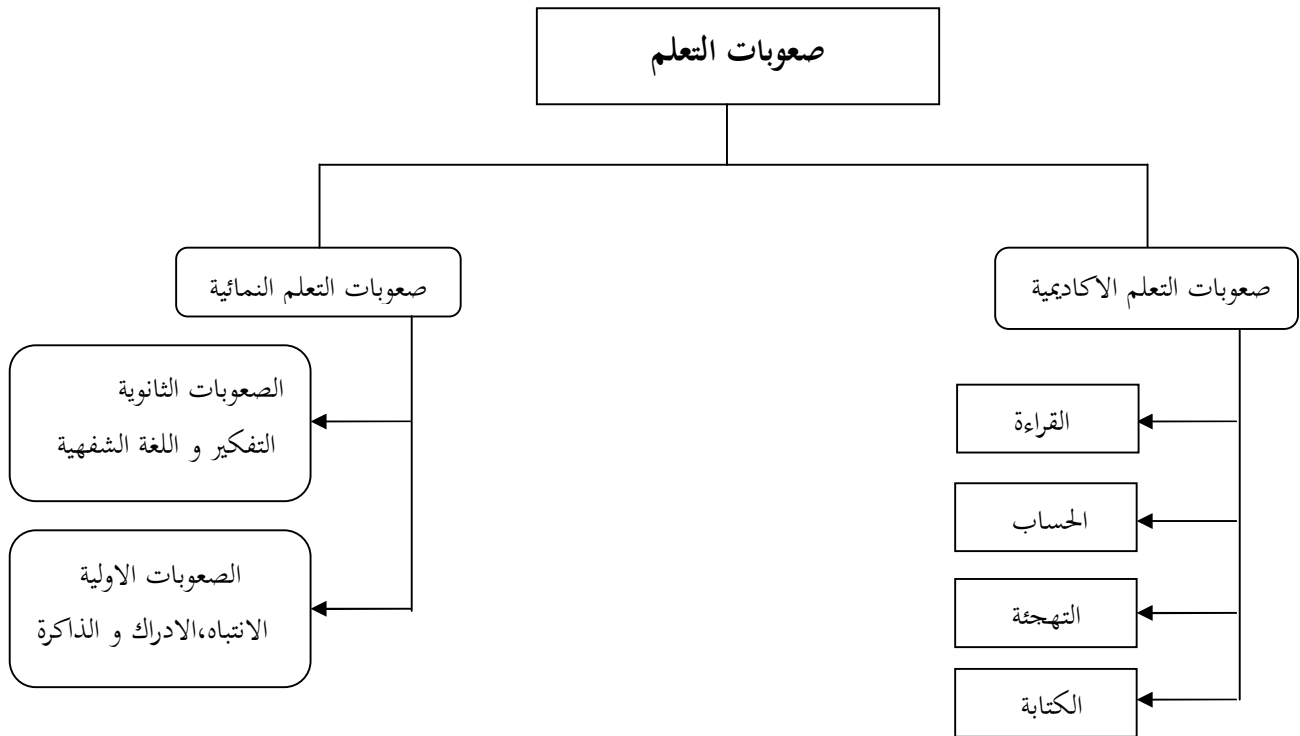 صعوبات التعلم
صعوبات التعلم الاكاديمية
القراءة
الحساب
التهجئة
الكتابة
صعوبات التعلم النمائية
الصعوبات الثانوية
التفكير و اللغة الشفهية
الصعوبات الاولية
الانتباه،الادراك و الذاكرة